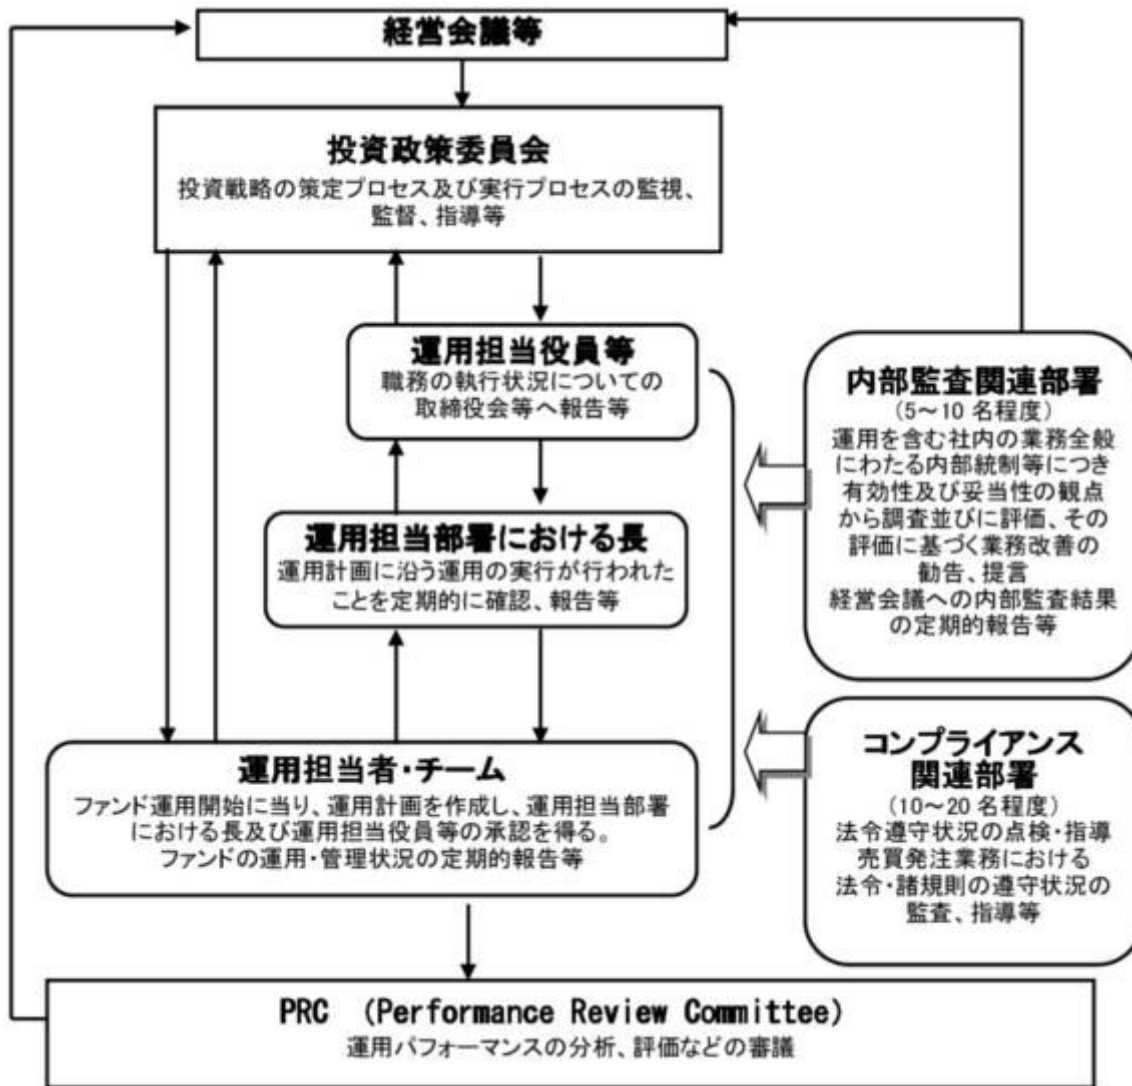 経営会議等
投資政策委員会
投資戦略の策定プロセス及び実行プロセスの監視、
監督、指導等
運用担当役員等
職務の執行状況についての
取締役会等へ報告等
運用担当部署における長
運用計画に沿う運用の実行が行われた
ことを定期的に確認、報告等
運用担当者・チーム
ファンド運用開始に当り、運用計画を作成し、運用担当部署
における長及び運用担当役員等の承認を得る。
ファンドの運用・管理状況の定期的報告等
内部監査関連部署
(5～10 名程度)
運用を含む社内の業務全般
にわたる内部統制等につき
有効性及び妥当性の観点
から調査並びに評価、その
評価に基づく業務改善の
勧告、提言
経営会議への内部監査結果
の定期的報告等
コンプライアンス
関連部署
(10～20 名程度)
法令遵守状況の点検・指導
売買発注業務における
法令・諸規則の遵守状況の
監査、指導等
PRC (Performance Review Committee)
運用パフォーマンスの分析、評価などの審議